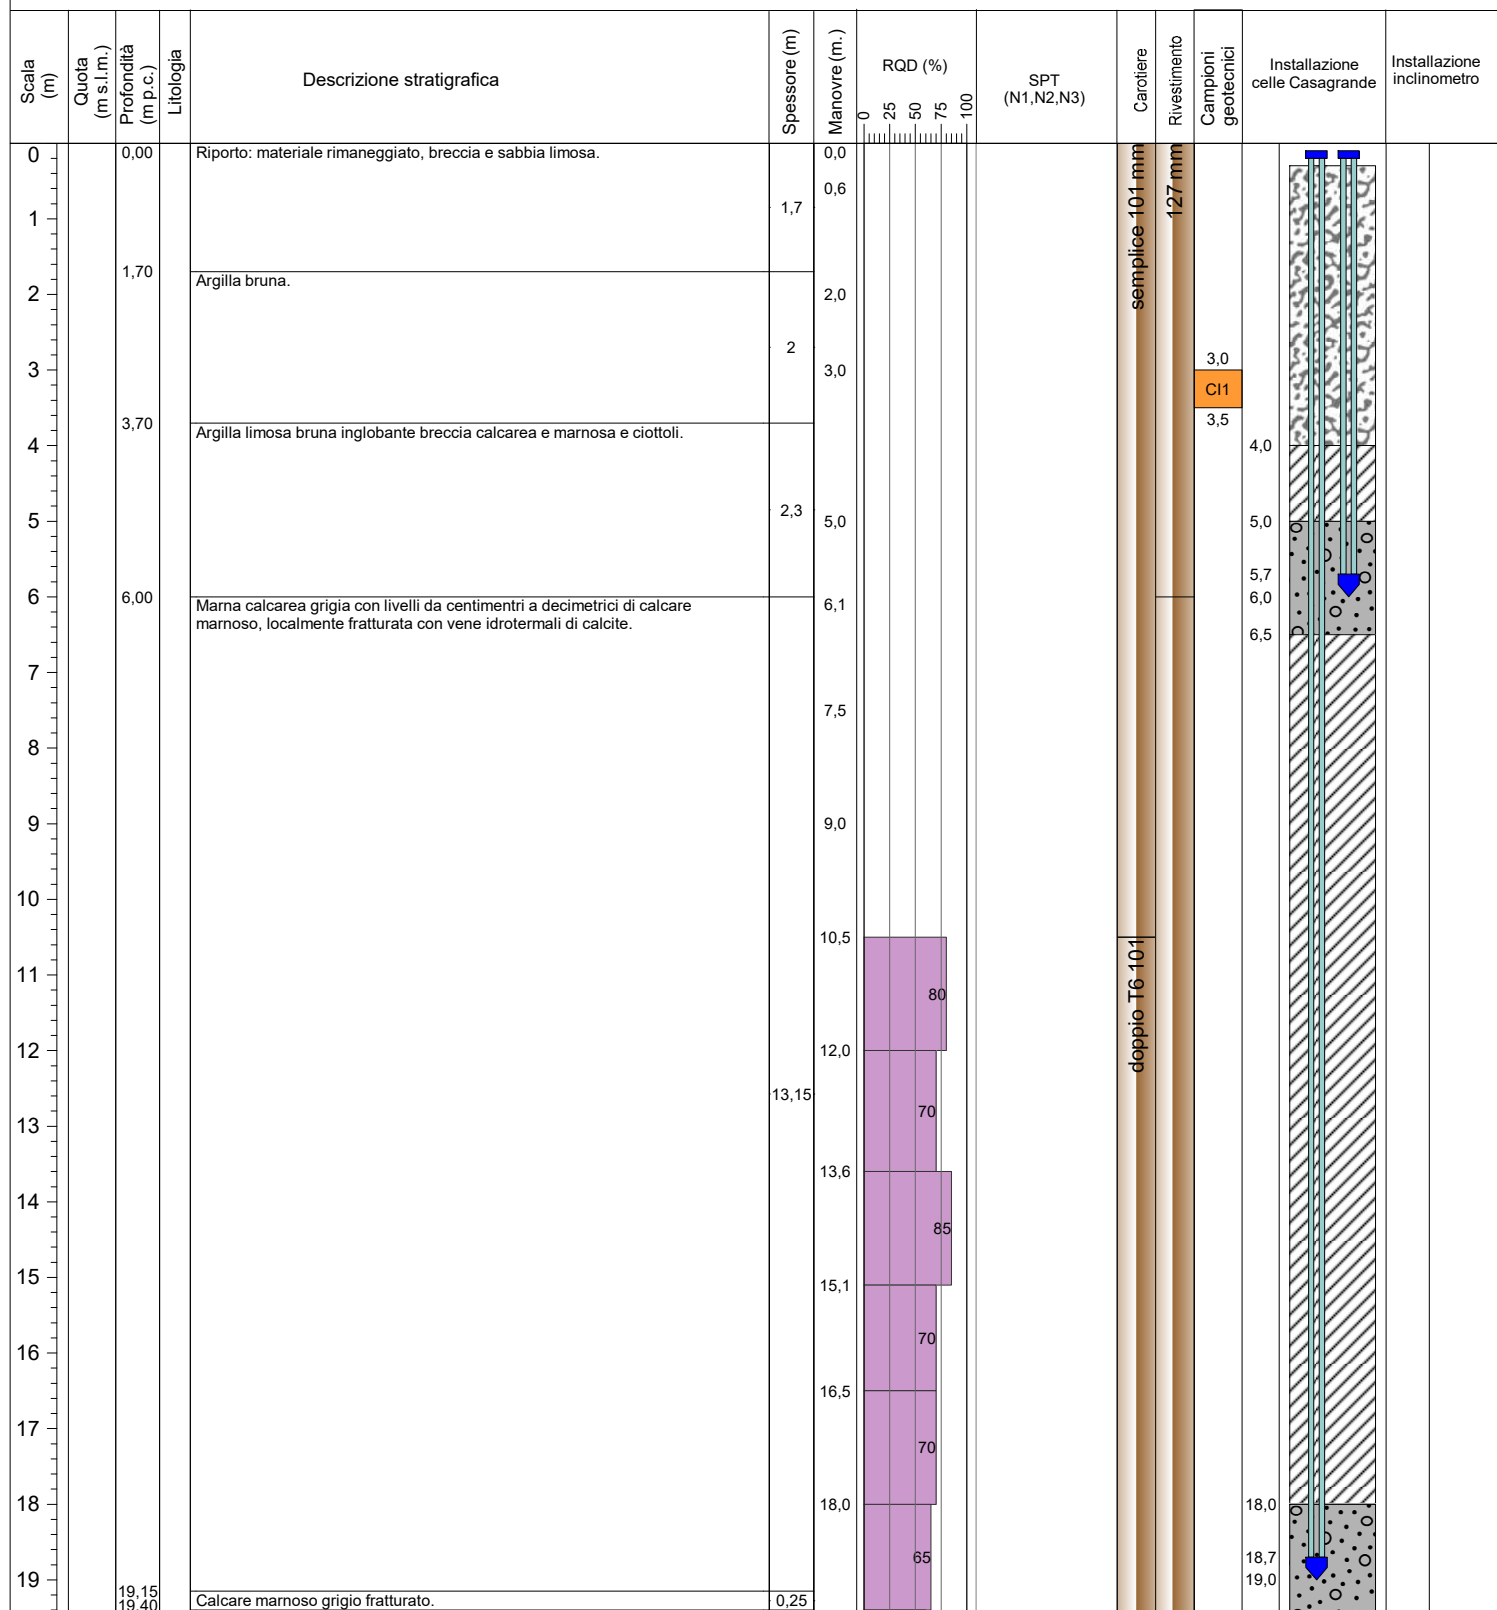 Scala
(m)
Quota
(m s.l.m.)
Profondità
(m p.c.)
Litologia
Descrizione stratigrafica
Spessore (m)
Manovre (m.)
RQD (%)
0 25 50 75 100
SPT
(N1,N2,N3)
Carotiere
Rivestimento
Campioni
geotecnici
Installazione
celle Casagrande
Installazione
inclinometro
0
1
2
3
4
5
6
7
8
9
10
11
12
13
14
15
16
17
18
19
0,00
1,70
3,70
6,00
19,15
19,40
Riporto: materiale rimaneggiato, breccia e sabbia limosa.
Argilla bruna.
Argilla limosa bruna inglobante breccia calcarea e marnosa e ciottoli.
Marna calcarea grigia con livelli da centimentri a decimetrici di calcare
marnoso, localmente fratturata con vene idrotermali di calcite.
Calcare marnoso grigio fratturato.
1,7
2
2,3
13,15
0,25
0,0
0,6
2,0
3,0
5,0
6,1
7,5
9,0
10,5
12,0
13,6
15,1
16,5
18,0
80
70
85
70
70
65
semplice 101 mm
doppio T6 101
127 mm
3,0
CI1
3,5
4,0
5,0
5,7
6,0
6,5
18,0
18,7
19,0